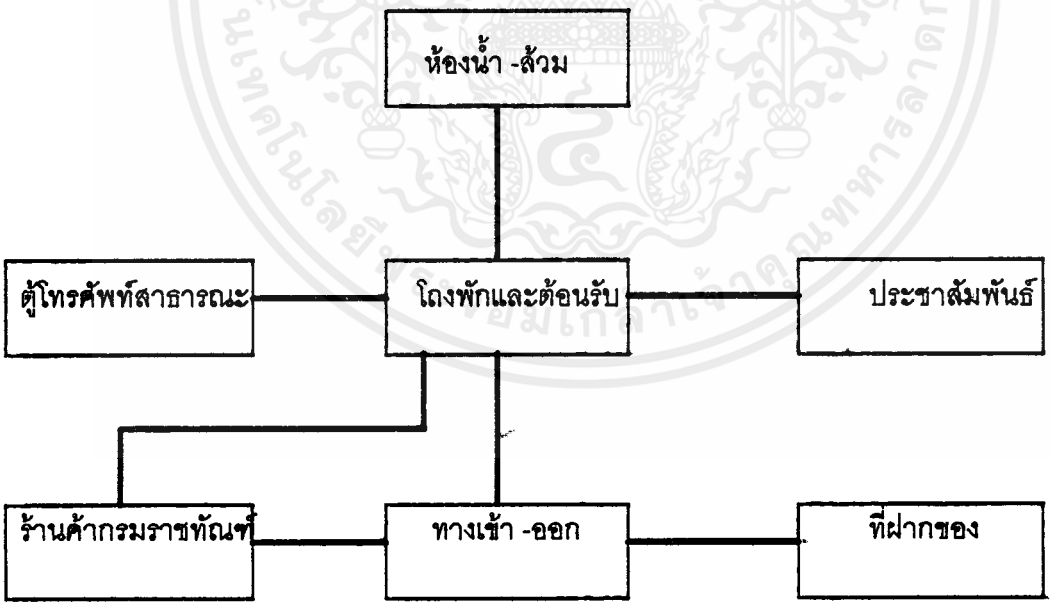 ห้องน้ำ -ส้วม
ตู้โทรศัพท์สาธารณะ
โถงพักและต้อนรับ
ประชาสัมพันธ์
ร้านค้ากรมราชทัณฑ์
ทางเข้า -ออก
ที่ฝากของ